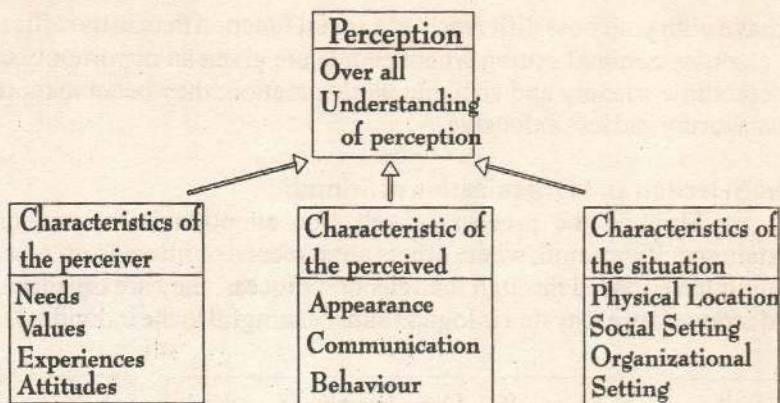 Perception
Over all
Understanding
of perception
Characteristics of
the perceiver
Needs
Values
Experiences
Attitudes
Characteristic of
the perceived
Appearance
Communication
Behaviour
Characteristics of
the situation
Physical Location
Social Setting
Organizational
Setting